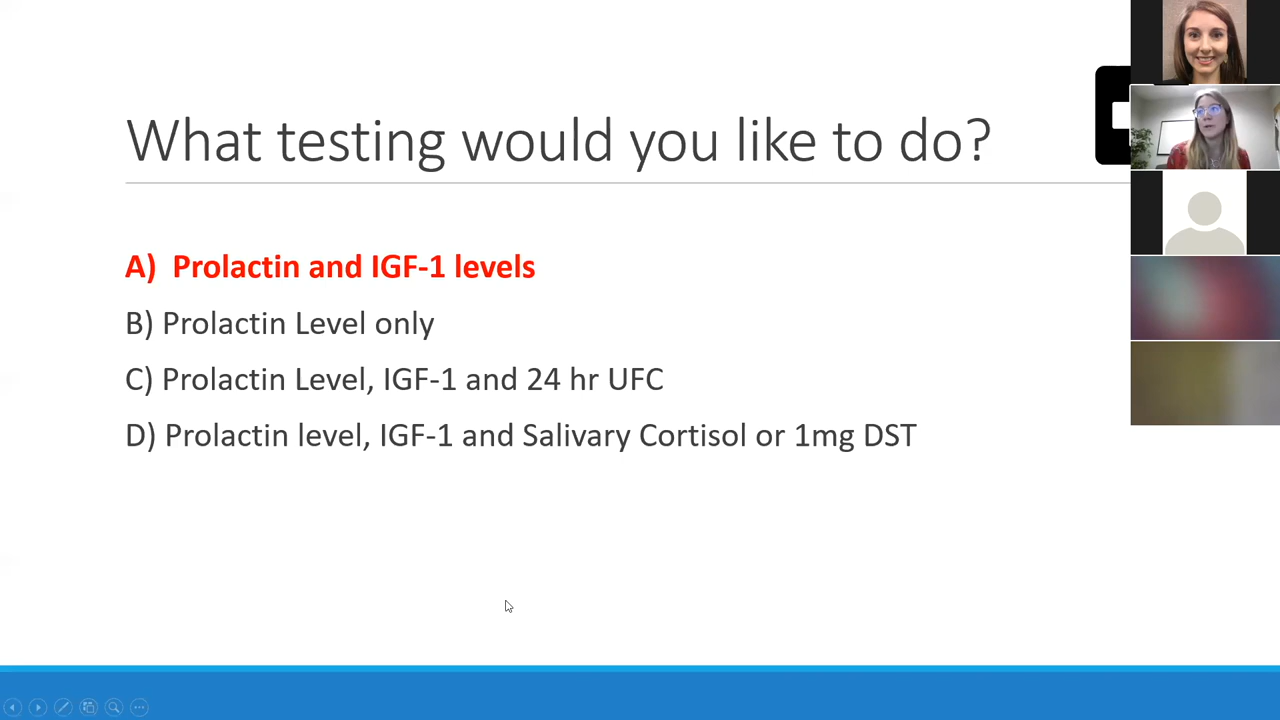 What testing would you like to do?
A) Prolactin and IGF-1 levels
B) Prolactin Level only
C) Prolactin Level, IGF-1 and 24 hr UFC
D) Prolactin level, IGF-1 and Salivary Cortisol or 1mg DST